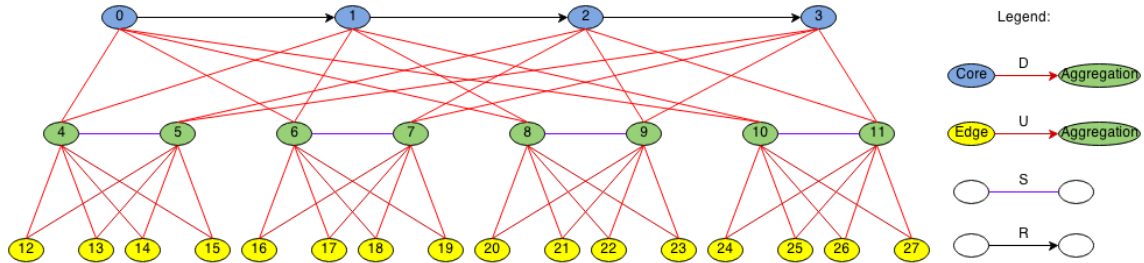 0 1 2 3 Legend:
D
Core Aggregation
4 5 6 7 8 9 10 11
U
Edge Aggregation
S
R
12 13 14 15 16 17 18 19 20 21 22 23 24 25 26 27